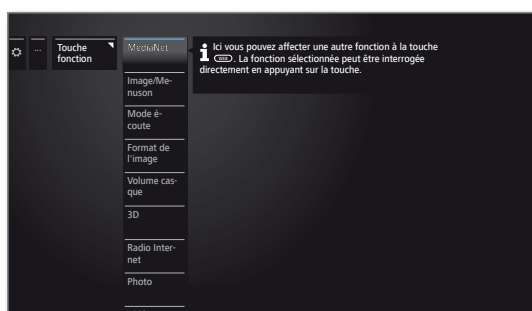 ...
Touche
fonction
MediaNet
Image/Me-
nuson
Mode é-
coute
Format de
l'image
Volume cas-
que
3D
Radio Inter-
net
Photo
i Ici vous pouvez affecter une autre fonction à la touche
WEB. La fonction sélectionnée peut être interrogée
directement en appuyant sur la touche.